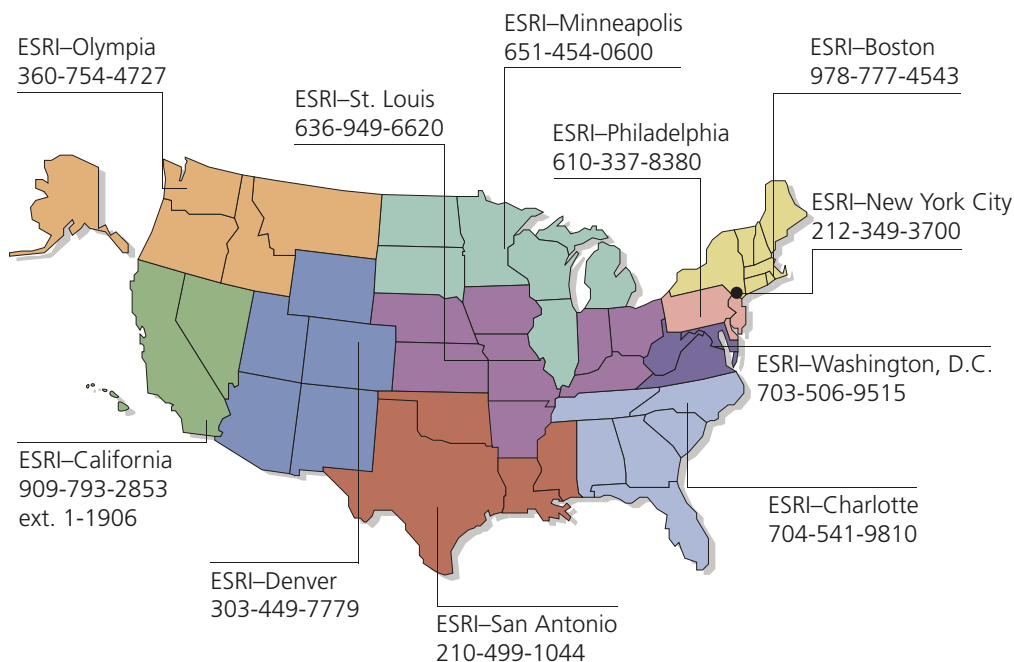 ESRI–Olympia
360-754-4727
ESRI–Minneapolis
651-454-0600
ESRI–Boston
978-777-4543
ESRI–St. Louis
636-949-6620
ESRI–Philadelphia
610-337-8380
ESRI–New York City
212-349-3700
ESRI–Washington, D.C.
703-506-9515
ESRI–California
909-793-2853
ext. 1-1906
ESRI–Charlotte
704-541-9810
ESRI–Denver
303-449-7779
ESRI–San Antonio
210-499-1044